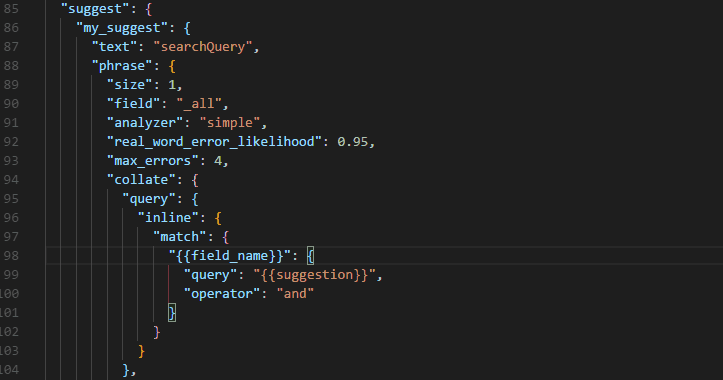 85 "suggest": {
86 "my_suggest": {
87 "text": "searchQuery",
88 "phrase": {
89 "size": 1,
90 "field": "_all",
91 "analyzer": "simple",
92 "real_word_error_likelihood": 0.95,
93 "max_errors": 4,
94 "collate": {
95 "query": {
96 "inline": {
97 "match": {
98 "{{field_name}}": {
99 "query": "{{suggestion}}",
100 "operator": "and"
101 }
102 }
103 }
104 },